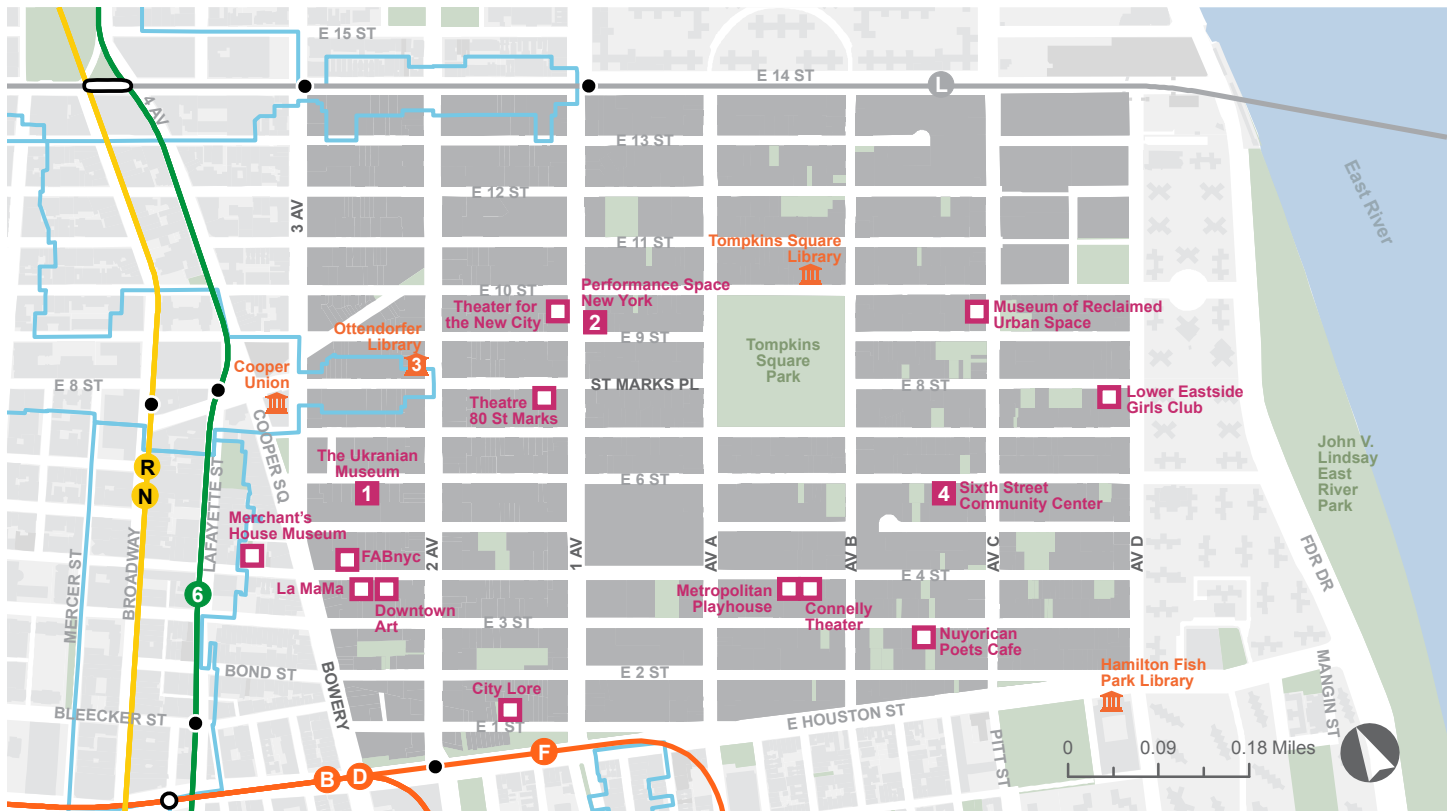 E 15 ST
E 14 ST
L
4 AV
E 13 ST
E 12 ST
3 AV
E 11 ST
Tompkins Square
Library
East River
E 10 ST
Performance Space
New York
2
Theater for
the New City
Museum of Reclaimed
Urban Space
Ottendorfer
Library
3
E 9 ST
Tompkins
Square
Park
Cooper
Union
E 8 ST
ST MARKS PL
E 8 ST
Theatre
80 St Marks
Lower Eastside
Girls Club
COOPER SQ
The Ukranian
Museum
1
R
N
LAFAYETTE ST
E 6 ST
4
Sixth Street
Community Center
John V.
Lindsay
East
River
Park
Merchant's
House Museum
FABnyc
MERCER ST
BROADWAY
2 AV
1 AV
AV A
AV B
AV C
AV D
FDR DR
6
La MaMa
Downtown
Art
Metropolitan
Playhouse
Connelly
Theater
E 4 ST
E 3 ST
Nuyorican
Poets Cafe
BOND ST
BOWERY
E 2 ST
Hamilton Fish
Park Library
MANGIN ST
City Lore
BLEECKER ST
E 1 ST
E HOUSTON ST
PITT ST
B
D
F
0
0.09
0.18 Miles